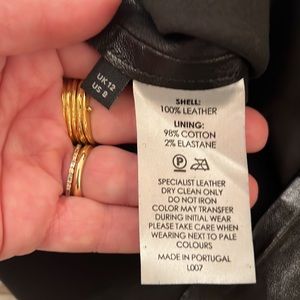 UK 12
US 8
SHELL:
100% LEATHER
LINING:
98% COTTON
2% ELASTANE
P
SPECIALIST LEATHER
DRY CLEAN ONLY
DO NOT IRON
COLOR MAY TRANSFER
DURING INITIAL WEAR
PLEASE TAKE CARE WHEN
WEARING NEXT TO PALE
COLOURS
MADE IN PORTUGAL
L007